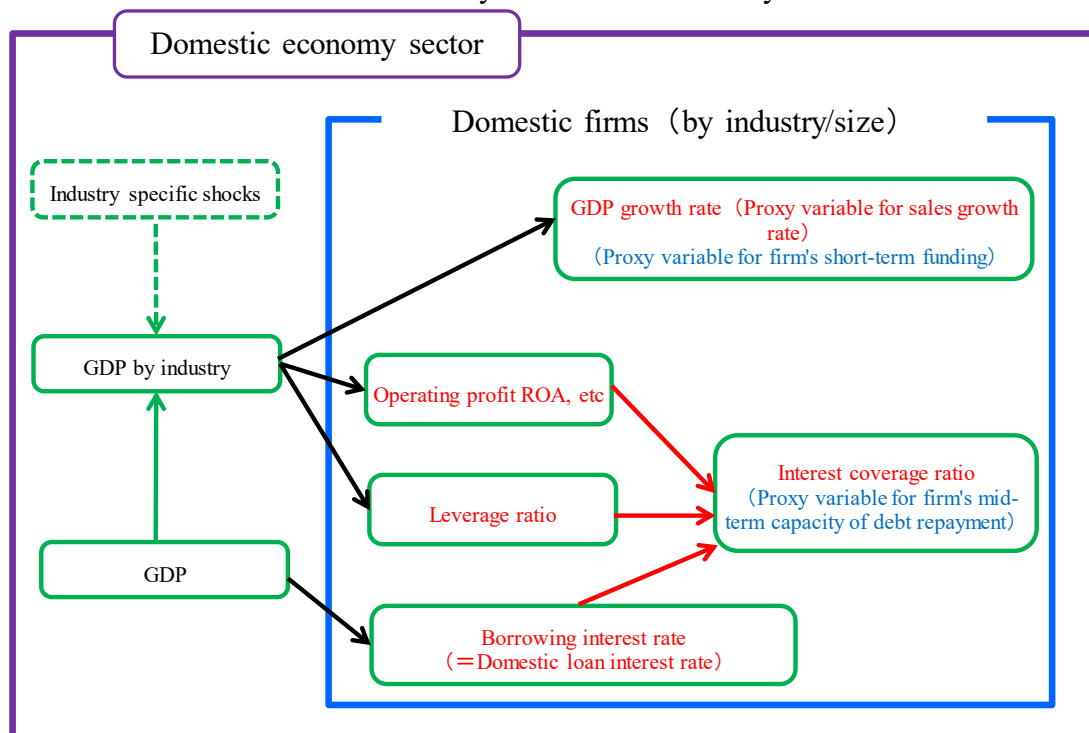 Domestic economy sector
Domestic firms（by industry/size）
Industry specific shocks
GDP growth rate（Proxy variable for sales growth
rate）
（Proxy variable for firm's short-term funding）
GDP by industry
Operating profit ROA, etc
Interest coverage ratio
（Proxy variable for firm's mid-
term capacity of debt repayment）
Leverage ratio
GDP
Borrowing interest rate
（＝Domestic loan interest rate）